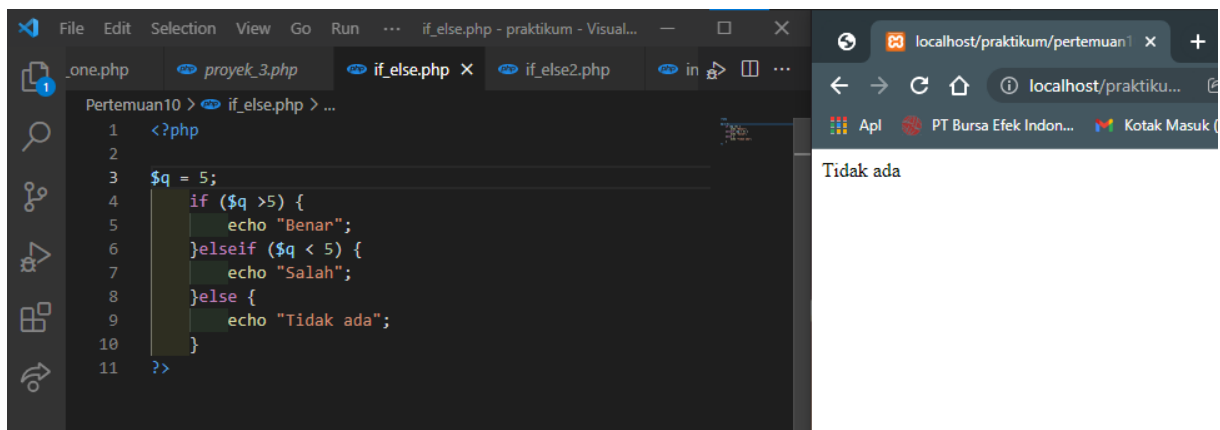 File Edit Selection View Go Run ··· if_else.php - praktikum - Visual...
_one.php proyek_3.php if_else.php if_else2.php in ···
Pertemuan10 > if_else.php > ...
1 <?php
2
3 $q = 5;
4 if ($q >5) {
5 echo "Benar";
6 }elseif ($q < 5) {
7 echo "Salah";
8 }else {
9 echo "Tidak ada";
10 }
11 ?>
1
localhost/praktikum/pertemuan1
localhost/praktiku...
Apl PT Bursa Efek Indon... Kotak Masuk (
Tidak ada